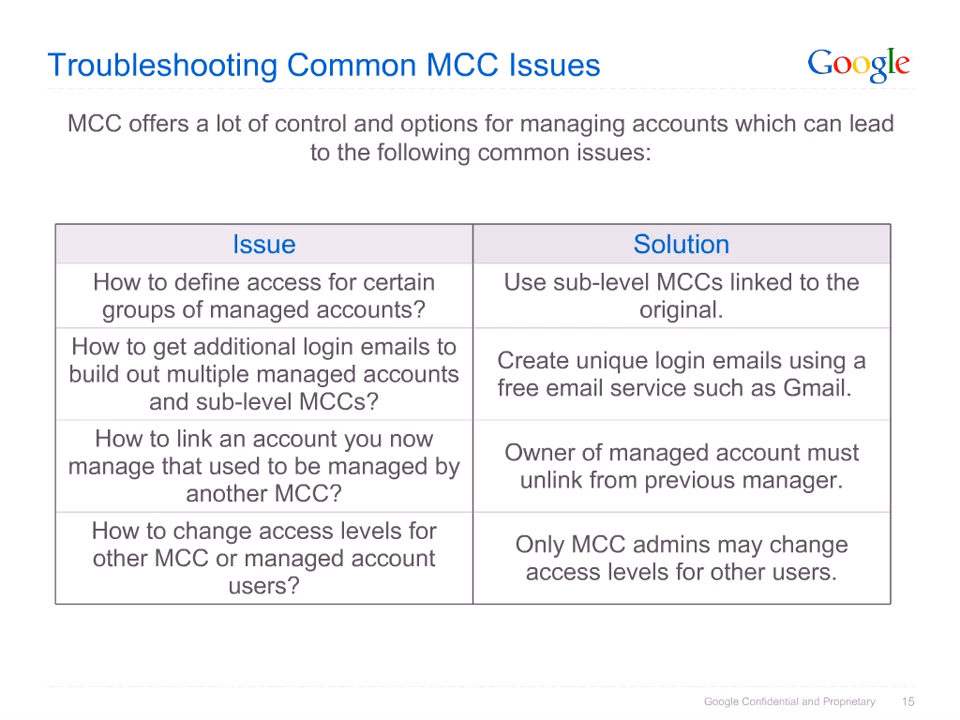 Troubleshooting Common MCC Issues
Google
MCC offers a lot of control and options for managing accounts which can lead
to the following common issues:
Issue
Solution
How to define access for certain
groups of managed accounts?
Use sub-level MCCs linked to the
original.
How to get additional login emails to
build out multiple managed accounts
and sub-level MCCs?
Create unique login emails using a
free email service such as Gmail.
How to link an account you now
manage that used to be managed by
another MCC?
Owner of managed account must
unlink from previous manager.
How to change access levels for
other MCC or managed account
users?
Only MCC admins may change
access levels for other users.
Google Confidential and Proprietary
15